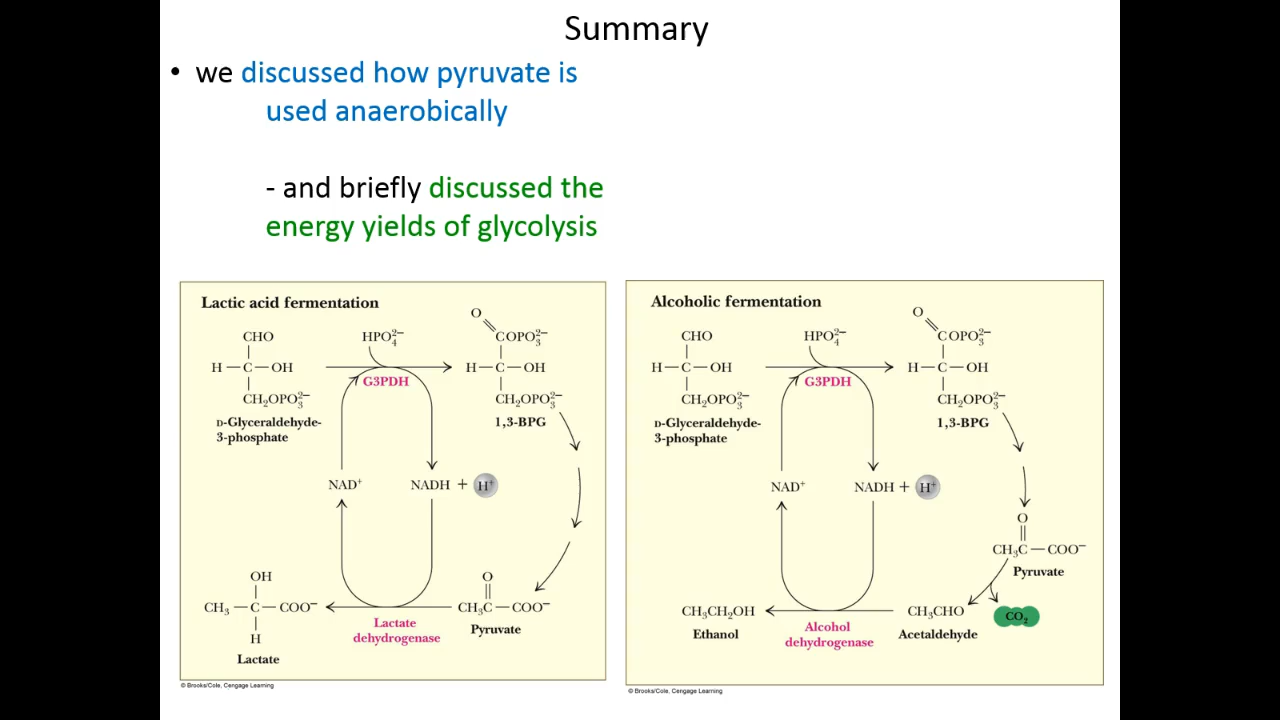 Summary
• we discussed how pyruvate is
used anaerobically
- and briefly discussed the
energy yields of glycolysis
Lactic acid fermentation
CHO
H—C—OH
CH₂OPO₃²⁻
D-Glyceraldehyde-
3-phosphate
HPO₄²⁻
G3PDH
O
COPO₃²⁻
H—C—OH
CH₂OPO₃²⁻
1,3-BPG
NAD⁺
NADH + H⁺
OH
CH₃—C—COO⁻
H
Lactate
Lactate
dehydrogenase
O
CH₃C—COO⁻
Pyruvate
© Brooks/Cole, Cengage Learning
Alcoholic fermentation
CHO
H—C—OH
CH₂OPO₃²⁻
D-Glyceraldehyde-
3-phosphate
HPO₄²⁻
G3PDH
O
COPO₃²⁻
H—C—OH
CH₂OPO₃²⁻
1,3-BPG
NAD⁺
NADH + H⁺
O
CH₃C—COO⁻
Pyruvate
CO₂
CH₃CH₂OH
Ethanol
Alcohol
dehydrogenase
CH₃CHO
Acetaldehyde
© Brooks/Cole, Cengage Learning